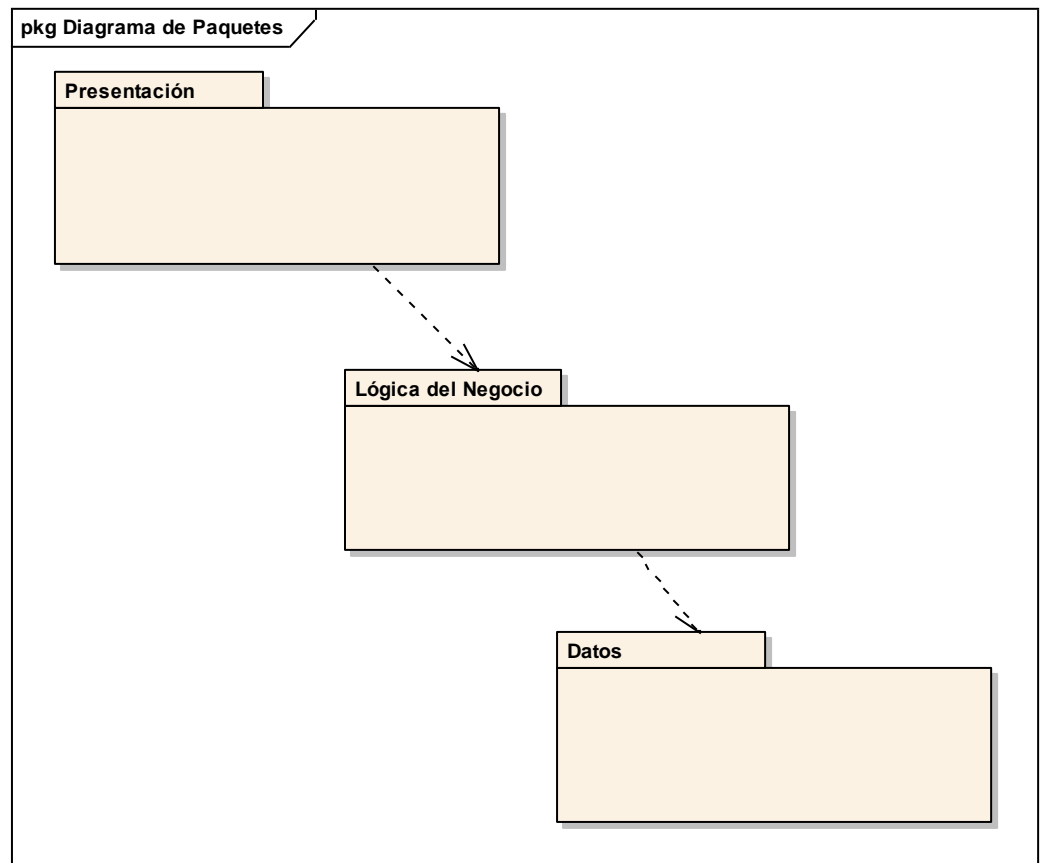 pkg Diagrama de Paquetes
Presentación
Lógica del Negocio
Datos